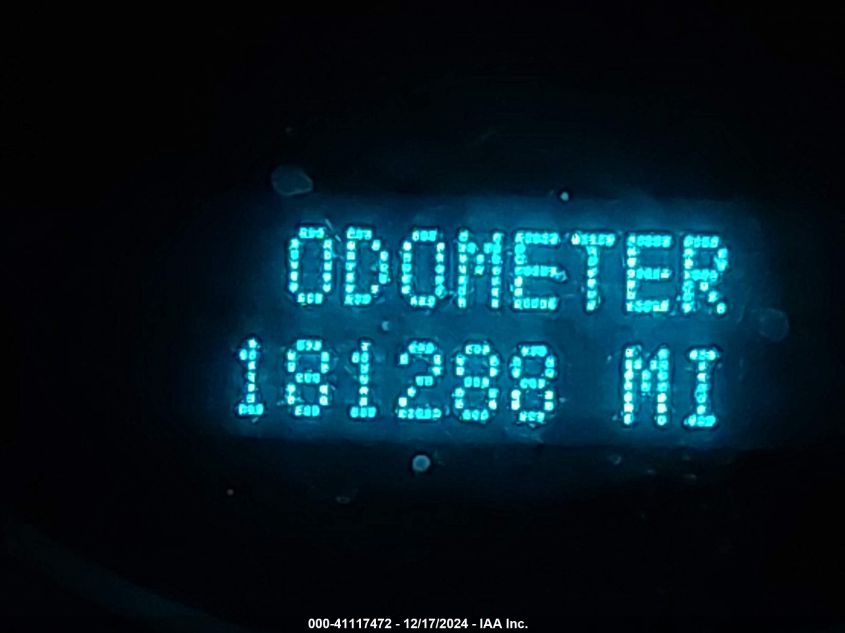 ODOMETER
181288 MI
000-41117472 - 12/17/2024 - IAA Inc.